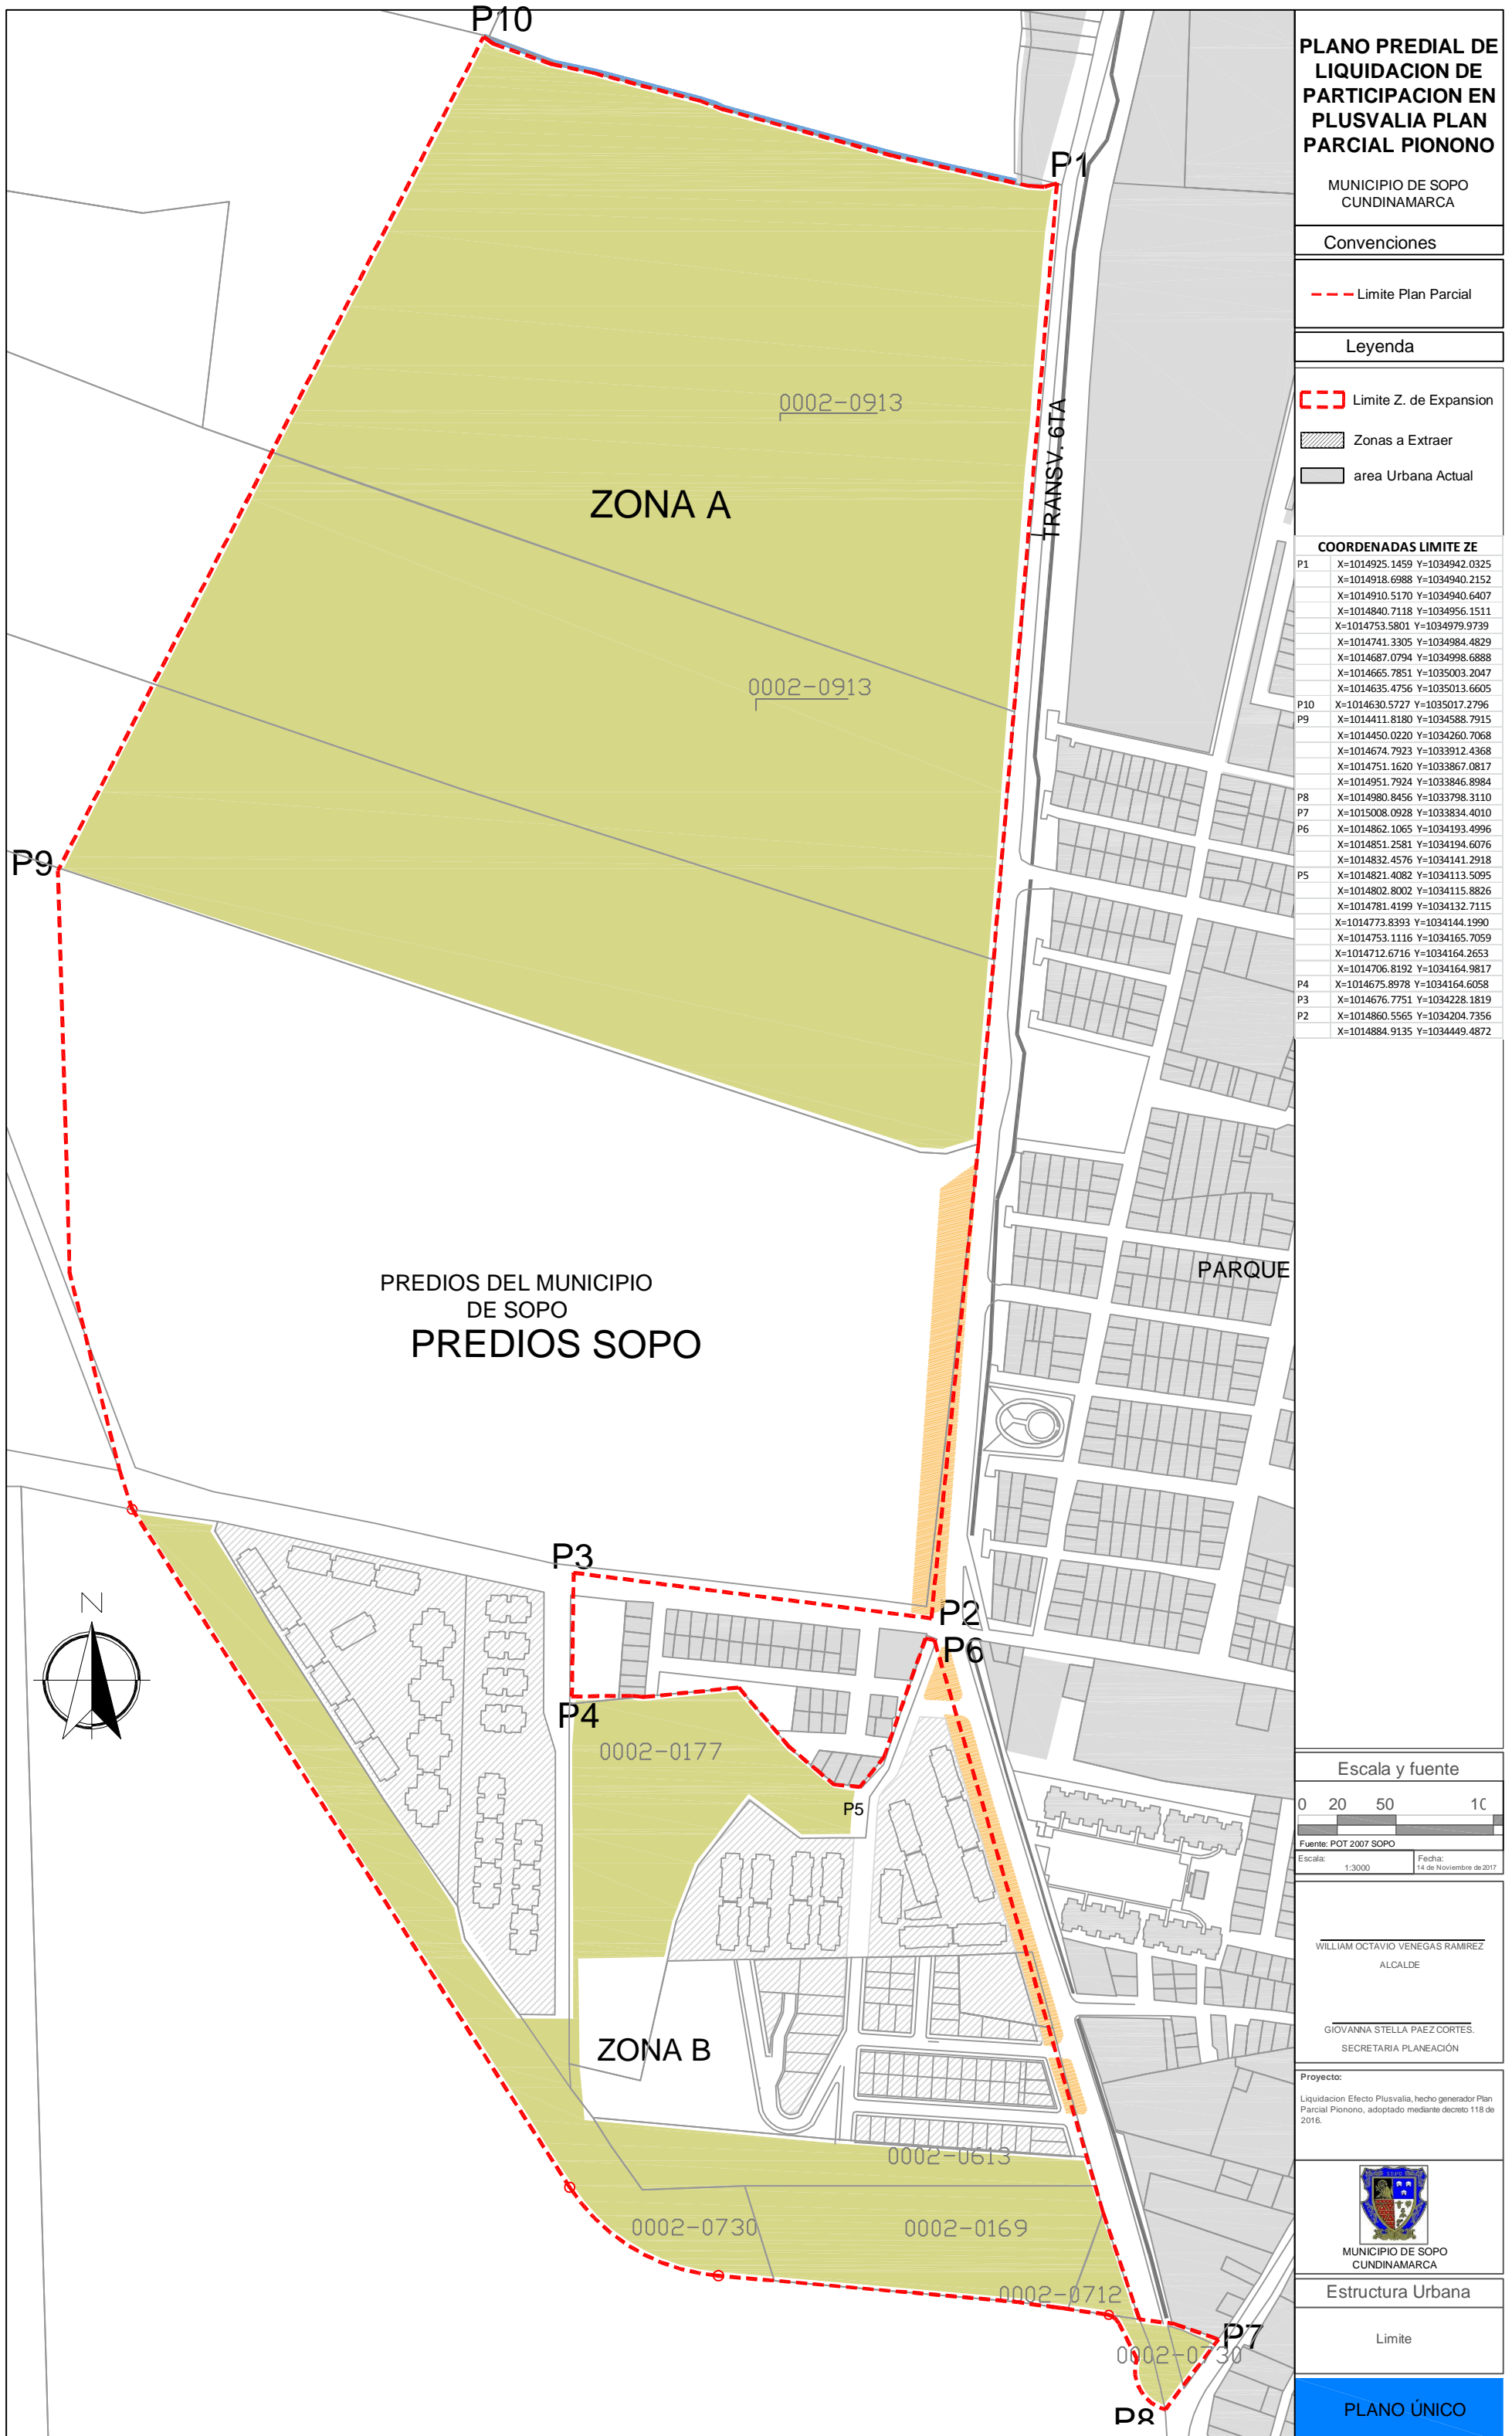 P10
P1
0002-0913
TRANSV. 6TA
ZONA A
0002-0913
P9
PARQUE
PREDIOS DEL MUNICIPIO
DE SOPO
PREDIOS SOPO
P3
N
P2
P6
P4
0002-0177
P5
ZONA B
0002-0613
0002-0730
0002-0169
0002-0712
P7
0002-0730
P8
PLANO PREDIAL DE
LIQUIDACION DE
PARTICIPACION EN
PLUSVALIA PLAN
PARCIAL PIONONO
MUNICIPIO DE SOPO
CUNDINAMARCA
Convenciones
Limite Plan Parcial
Leyenda
Limite Z. de Expansion
Zonas a Extraer
area Urbana Actual
COORDENADAS LIMITE ZE
P1 X=1014925.1459 Y=1034942.0325
X=1014918.6988 Y=1034940.2152
X=1014910.5170 Y=1034940.6407
X=1014840.7118 Y=1034956.1511
X=1014753.5801 Y=1034979.9739
X=1014741.3305 Y=1034984.4829
X=1014687.0794 Y=1034998.6888
X=1014665.7851 Y=1035003.2047
X=1014635.4756 Y=1035013.6605
P10 X=1014630.5727 Y=1035017.2796
P9 X=1014411.8180 Y=1034588.7915
X=1014450.0220 Y=1034260.7068
X=1014674.7923 Y=1033912.4368
X=1014751.1620 Y=1033867.0817
X=1014951.7924 Y=1033846.8984
P8 X=1014980.8456 Y=1033798.3110
P7 X=1015008.0928 Y=1033834.4010
P6 X=1014862.1065 Y=1034193.4996
X=1014851.2581 Y=1034194.6076
X=1014832.4576 Y=1034141.2918
P5 X=1014821.4082 Y=1034113.5095
X=1014802.8002 Y=1034115.8826
X=1014781.4199 Y=1034132.7115
X=1014773.8393 Y=1034144.1990
X=1014753.1116 Y=1034165.7059
X=1014712.6716 Y=1034164.2653
X=1014706.8192 Y=1034164.9817
P4 X=1014675.8978 Y=1034164.6058
P3 X=1014676.7751 Y=1034228.1819
P2 X=1014860.5565 Y=1034204.7356
X=1014884.9135 Y=1034449.4872
Escala y fuente
0 20 50 10
Fuente: POT 2007 SOPO
Escala: 1:3000
Fecha: 14 de Noviembre de 2017
WILLIAM OCTAVIO VENEGAS RAMIREZ
ALCALDE
GIOVANNA STELLA PAEZ CORTES.
SECRETARIA PLANEACIÓN
Proyecto:
Liquidacion Efecto Plusvalia, hecho generador Plan
Parcial Pionono, adoptado mediante decreto 118 de
2016.
SOPO
MUNICIPIO DE SOPO
CUNDINAMARCA
Estructura Urbana
Limite
PLANO ÚNICO